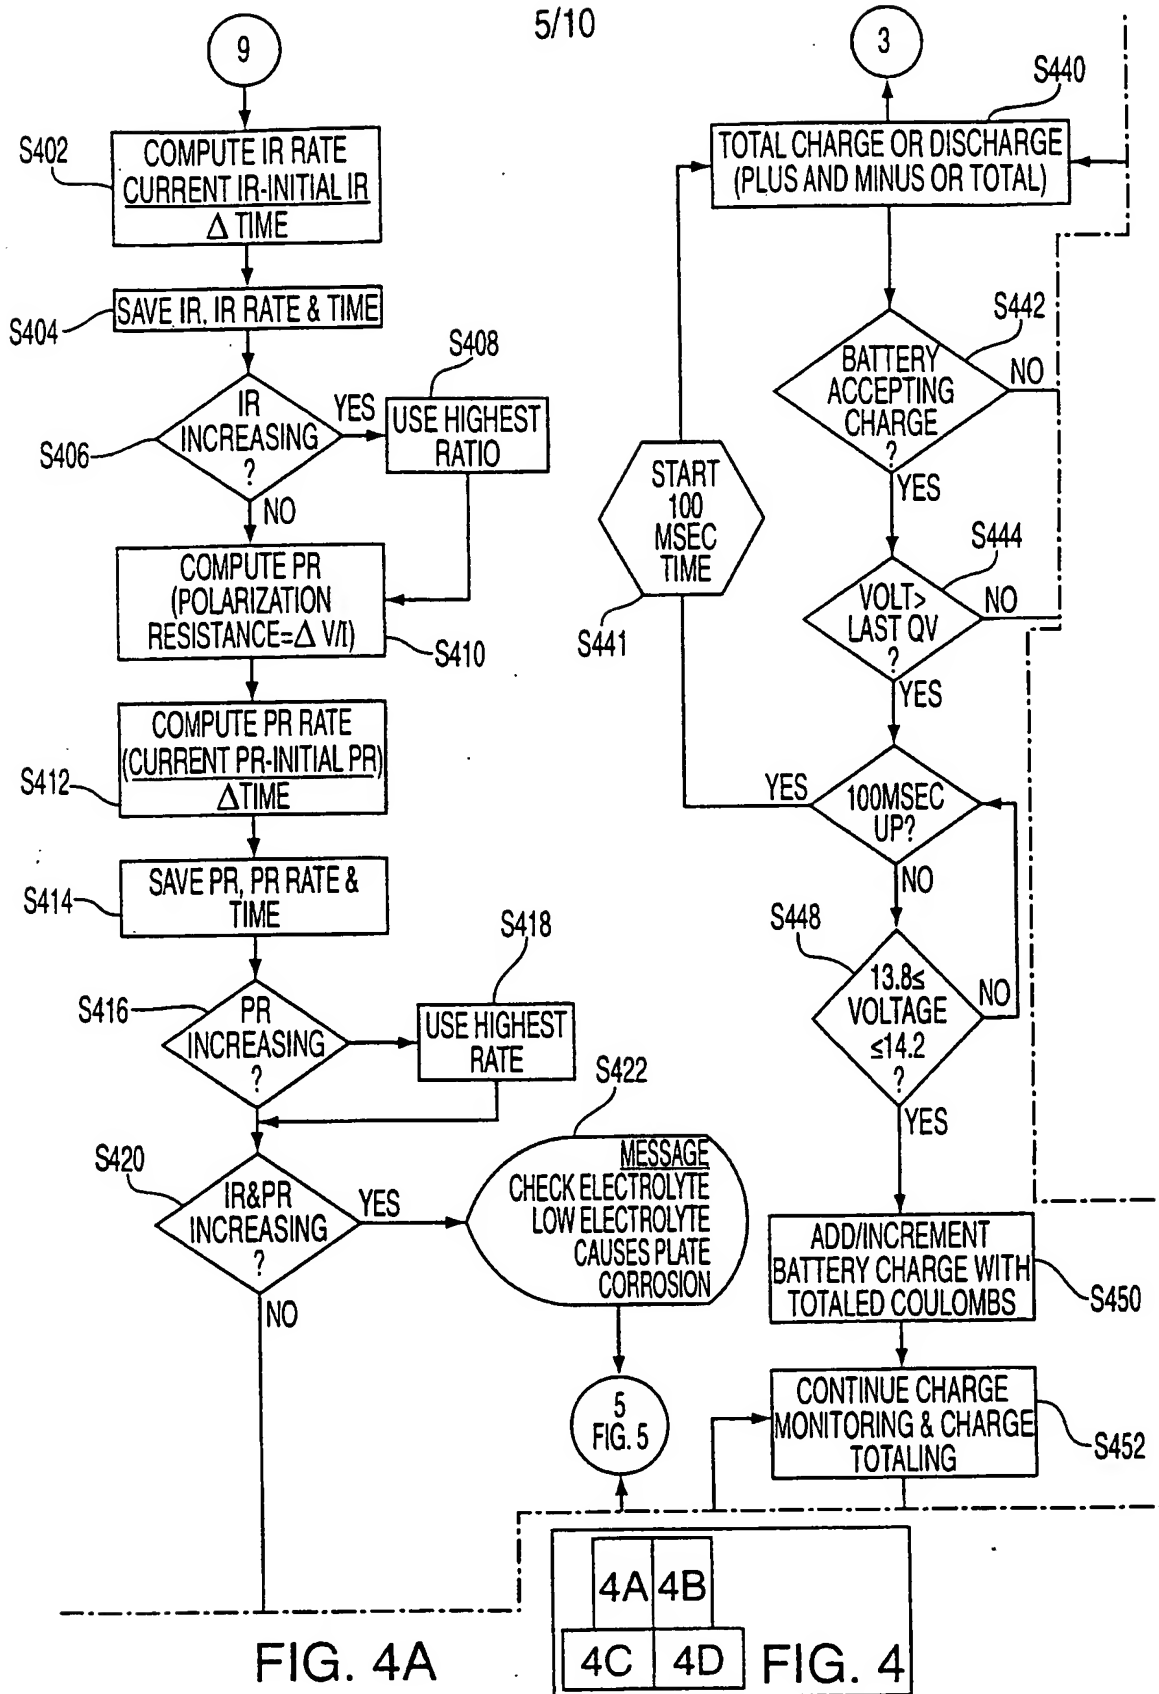 5/10
9
S402
COMPUTE IR RATE
CURRENT IR-INITIAL IR
Δ TIME
SAVE IR, IR RATE & TIME
S404
IR
INCREASING
?
S406
YES
NO
S408
USE HIGHEST
RATIO
COMPUTE PR
(POLARIZATION
RESISTANCE=Δ V/I)
S410
COMPUTE PR RATE
(CURRENT PR-INITIAL PR)
Δ TIME
S412
SAVE PR, PR RATE &
TIME
S414
S416
PR
INCREASING
?
S418
USE HIGHEST
RATE
S420
IR&PR
INCREASING
?
YES
NO
S422
MESSAGE
CHECK ELECTROLYTE
LOW ELECTROLYTE
CAUSES PLATE
CORROSION
5
FIG. 5
3
S440
TOTAL CHARGE OR DISCHARGE
(PLUS AND MINUS OR TOTAL)
S442
BATTERY
ACCEPTING
CHARGE
?
NO
YES
START
100
MSEC
TIME
S441
S444
VOLT>
LAST QV
?
NO
YES
100MSEC
UP?
YES
NO
S448
13.8≤
VOLTAGE
≤14.2
?
NO
YES
ADD/INCREMENT
BATTERY CHARGE WITH
TOTALED COULOMBS
S450
CONTINUE CHARGE
MONITORING & CHARGE
TOTALING
S452
FIG. 4A
4A 4B
4C 4D
FIG. 4